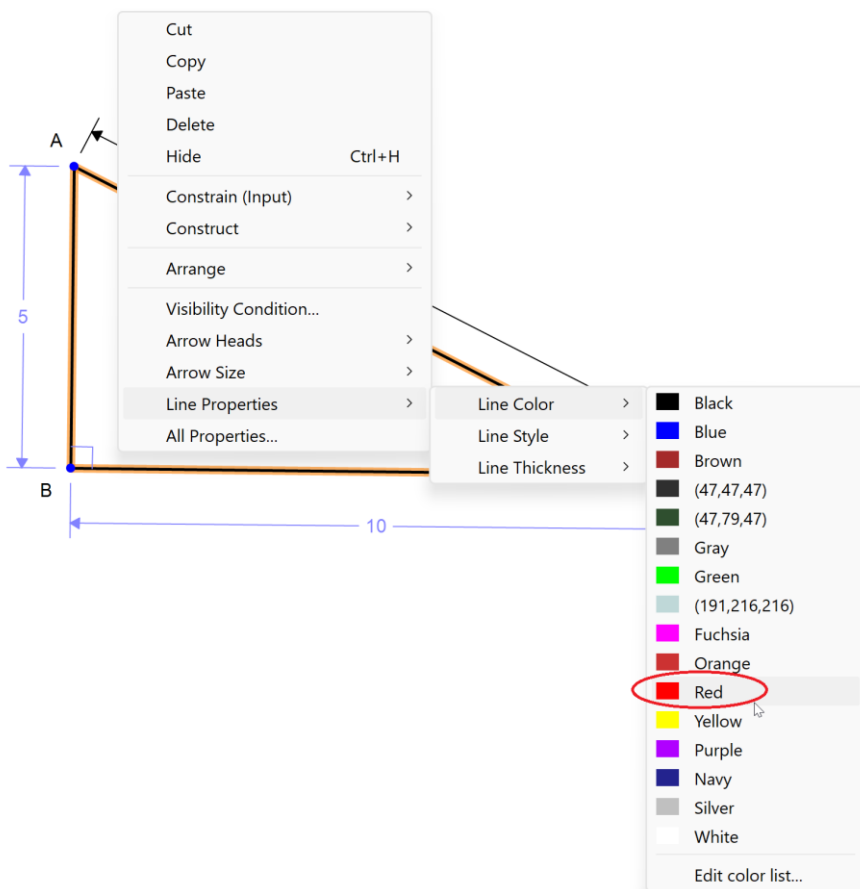 Cut
Copy
Paste
Delete
Hide Ctrl+H
Constrain (Input)
Construct
Arrange
Visibility Condition...
Arrow Heads
Arrow Size
Line Properties
All Properties...
A
5
B
10
Line Color
Line Style
Line Thickness
Black
Blue
Brown
(47,47,47)
(47,79,47)
Gray
Green
(191,216,216)
Fuchsia
Orange
Red
Yellow
Purple
Navy
Silver
White
Edit color list...